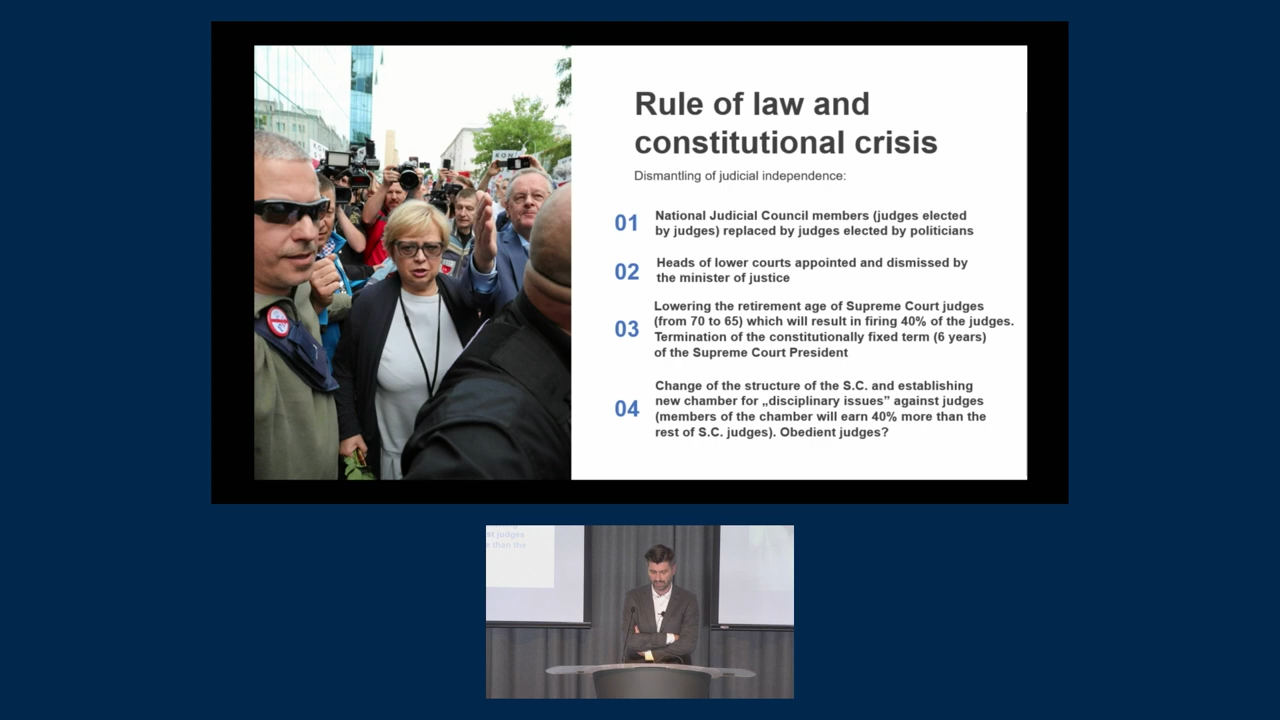 Rule of law and
constitutional crisis
Dismantling of judicial independence:
01
National Judicial Council members (judges elected
by judges) replaced by judges elected by politicians
02
Heads of lower courts appointed and dismissed by
the minister of justice
03
Lowering the retirement age of Supreme Court judges
(from 70 to 65) which will result in firing 40% of the judges.
Termination of the constitutionally fixed term (6 years)
of the Supreme Court President
04
Change of the structure of the S.C. and establishing
new chamber for „disciplinary issues” against judges
(members of the chamber will earn 40% more than the
rest of S.C. judges). Obedient judges?
KON
st judges
e than the